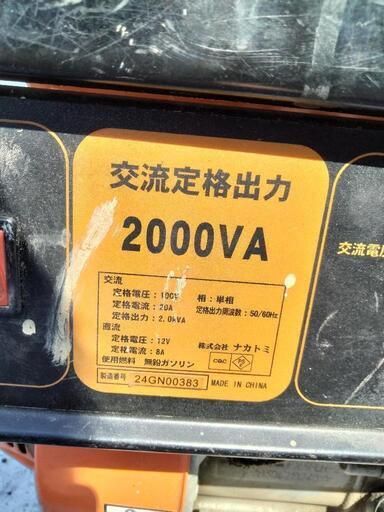 交流定格出力
2000VA
交流
定格電圧：100V 相：単相
定格電流：20A 定格出力周波数：50/60Hz
定格出力：2.0kVA
直流
定格電圧：12V
定格電流：8A 株式会社 ナカトミ
使用燃料 無鉛ガソリン CQC
製造番号 24GN00383 MADE IN CHINA
交流電圧